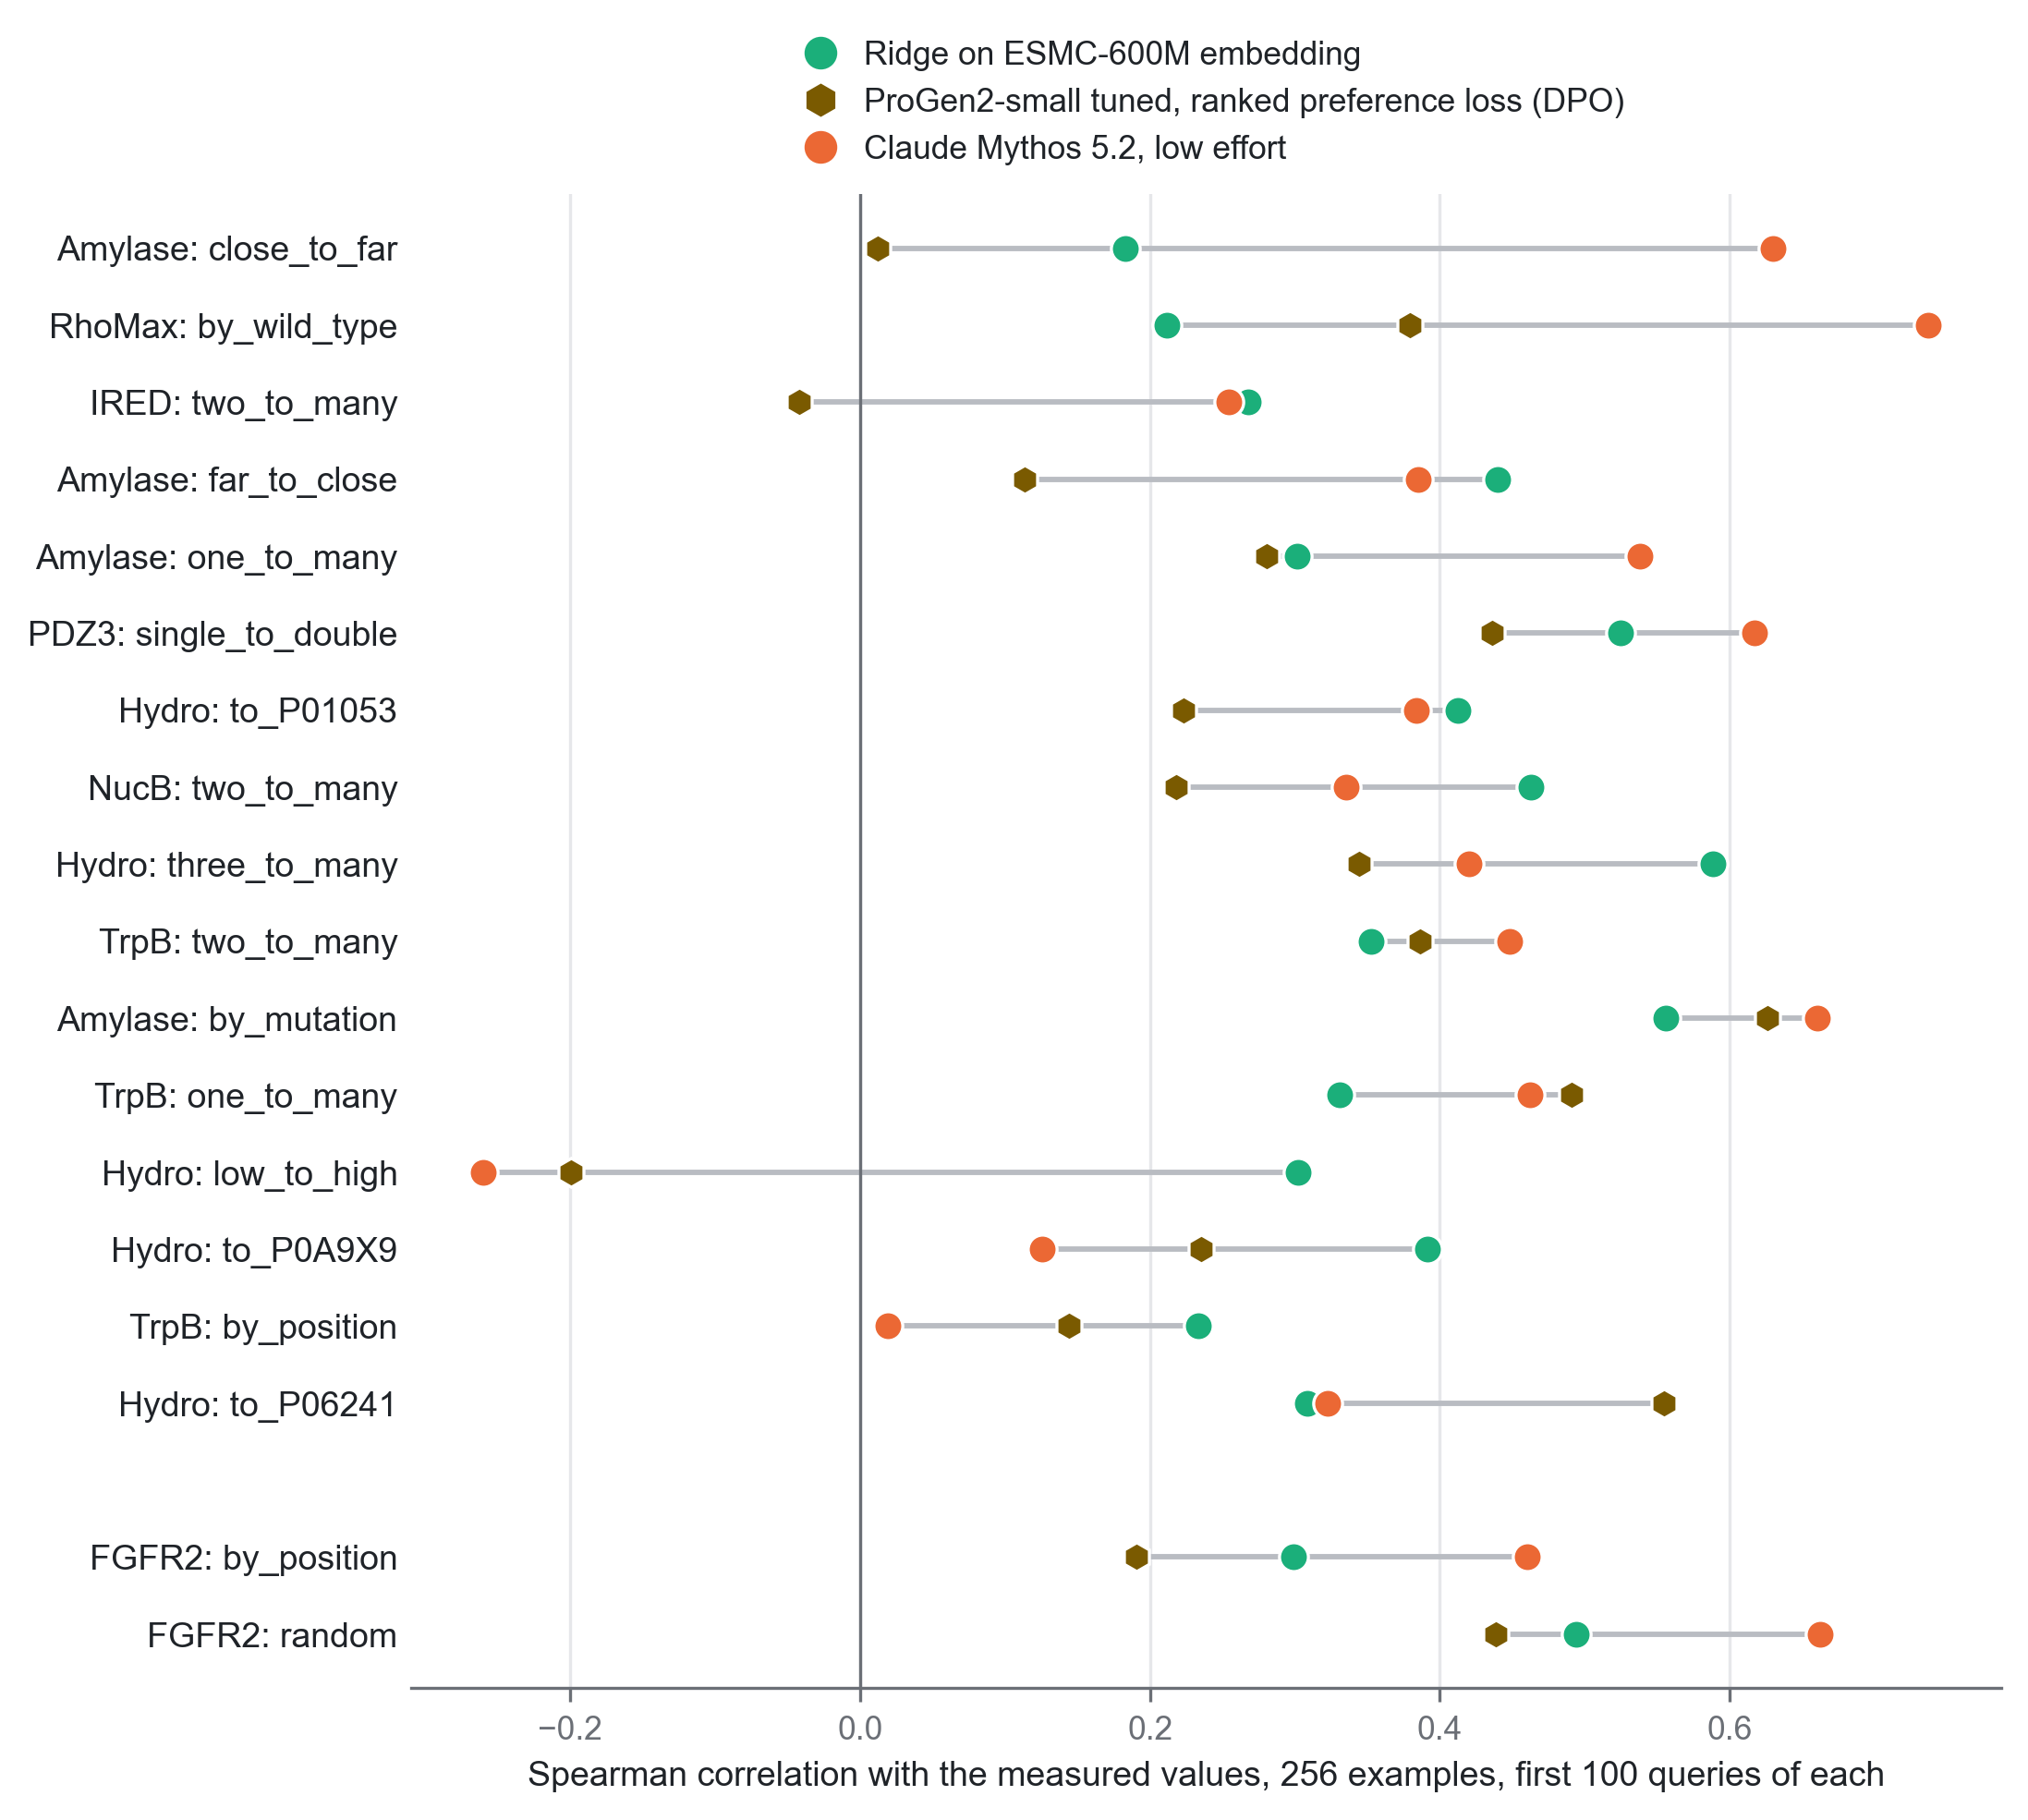 Ridge on ESMC-600M embedding
ProGen2-small tuned, ranked preference loss (DPO)
Claude Mythos 5.2, low effort
Amylase: close_to_far
RhoMax: by_wild_type
IRED: two_to_many
Amylase: far_to_close
Amylase: one_to_many
PDZ3: single_to_double
Hydro: to_P01053
NucB: two_to_many
Hydro: three_to_many
TrpB: two_to_many
Amylase: by_mutation
TrpB: one_to_many
Hydro: low_to_high
Hydro: to_P0A9X9
TrpB: by_position
Hydro: to_P06241
FGFR2: by_position
FGFR2: random
−0.2 0.0 0.2 0.4 0.6
Spearman correlation with the measured values, 256 examples, first 100 queries of each